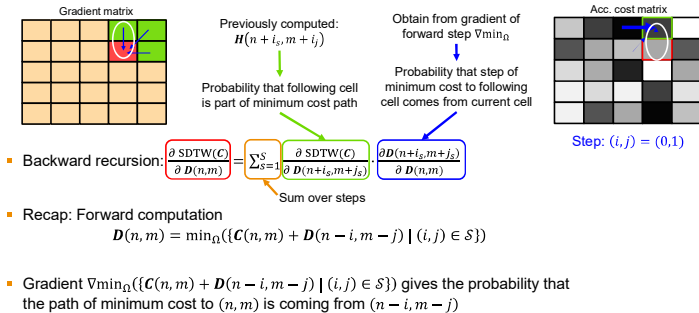 Gradient matrix
Previously computed:
H(n + i_s, m + i_j)
Obtain from gradient of
forward step ∇min_Ω
Acc. cost matrix
Probability that following cell
is part of minimum cost path
Probability that step of
minimum cost to following
cell comes from current cell
Step: (i, j) = (0,1)
▪ Backward recursion: ∂ SDTW(C) / ∂ D(n,m) = ∑_{s=1}^{S} ∂ SDTW(C) / ∂ D(n+i_s,m+j_s) · ∂D(n+i_s,m+j_s) / ∂ D(n,m)
Sum over steps
▪ Recap: Forward computation
D(n, m) = min_Ω({C(n, m) + D(n − i, m − j) | (i, j) ∈ 𝒮})
▪ Gradient ∇min_Ω({C(n, m) + D(n − i, m − j) | (i, j) ∈ 𝒮}) gives the probability that
the path of minimum cost to (n, m) is coming from (n − i, m − j)